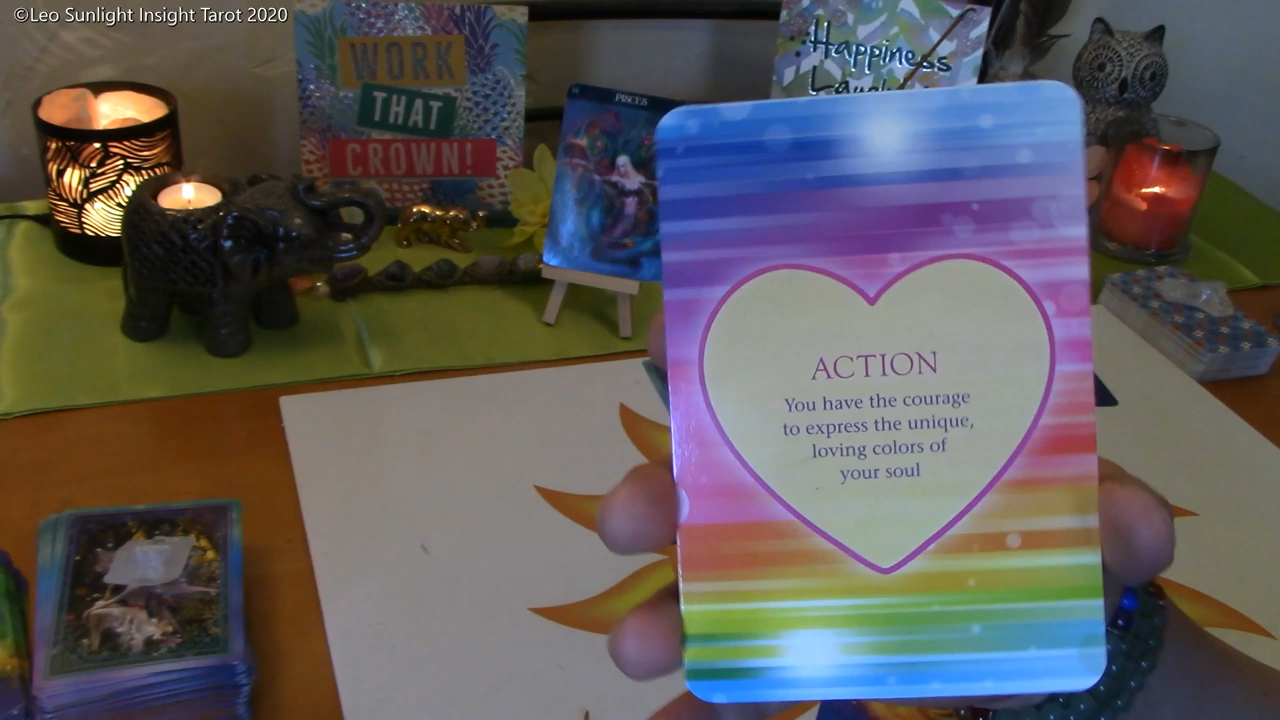 ©Leo Sunlight Insight Tarot 2020
WORK
THAT
CROWN!
Happiness
PISCES
ACTION
You have the courage
to express the unique,
loving colors of
your soul